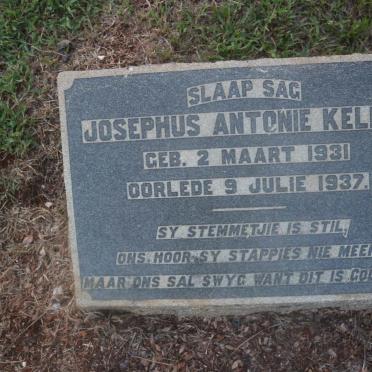 SLAAP SAG
JOSEPHUS ANTONIE
GEB. 2 MAART 1931
OORLEDE 9 JULIE 1937.
SY STEMMETJIE IS STIL,
ONS HOOR SY STAPPIES NIE
MAAR ONS SAL SWYG WANT DIT IS